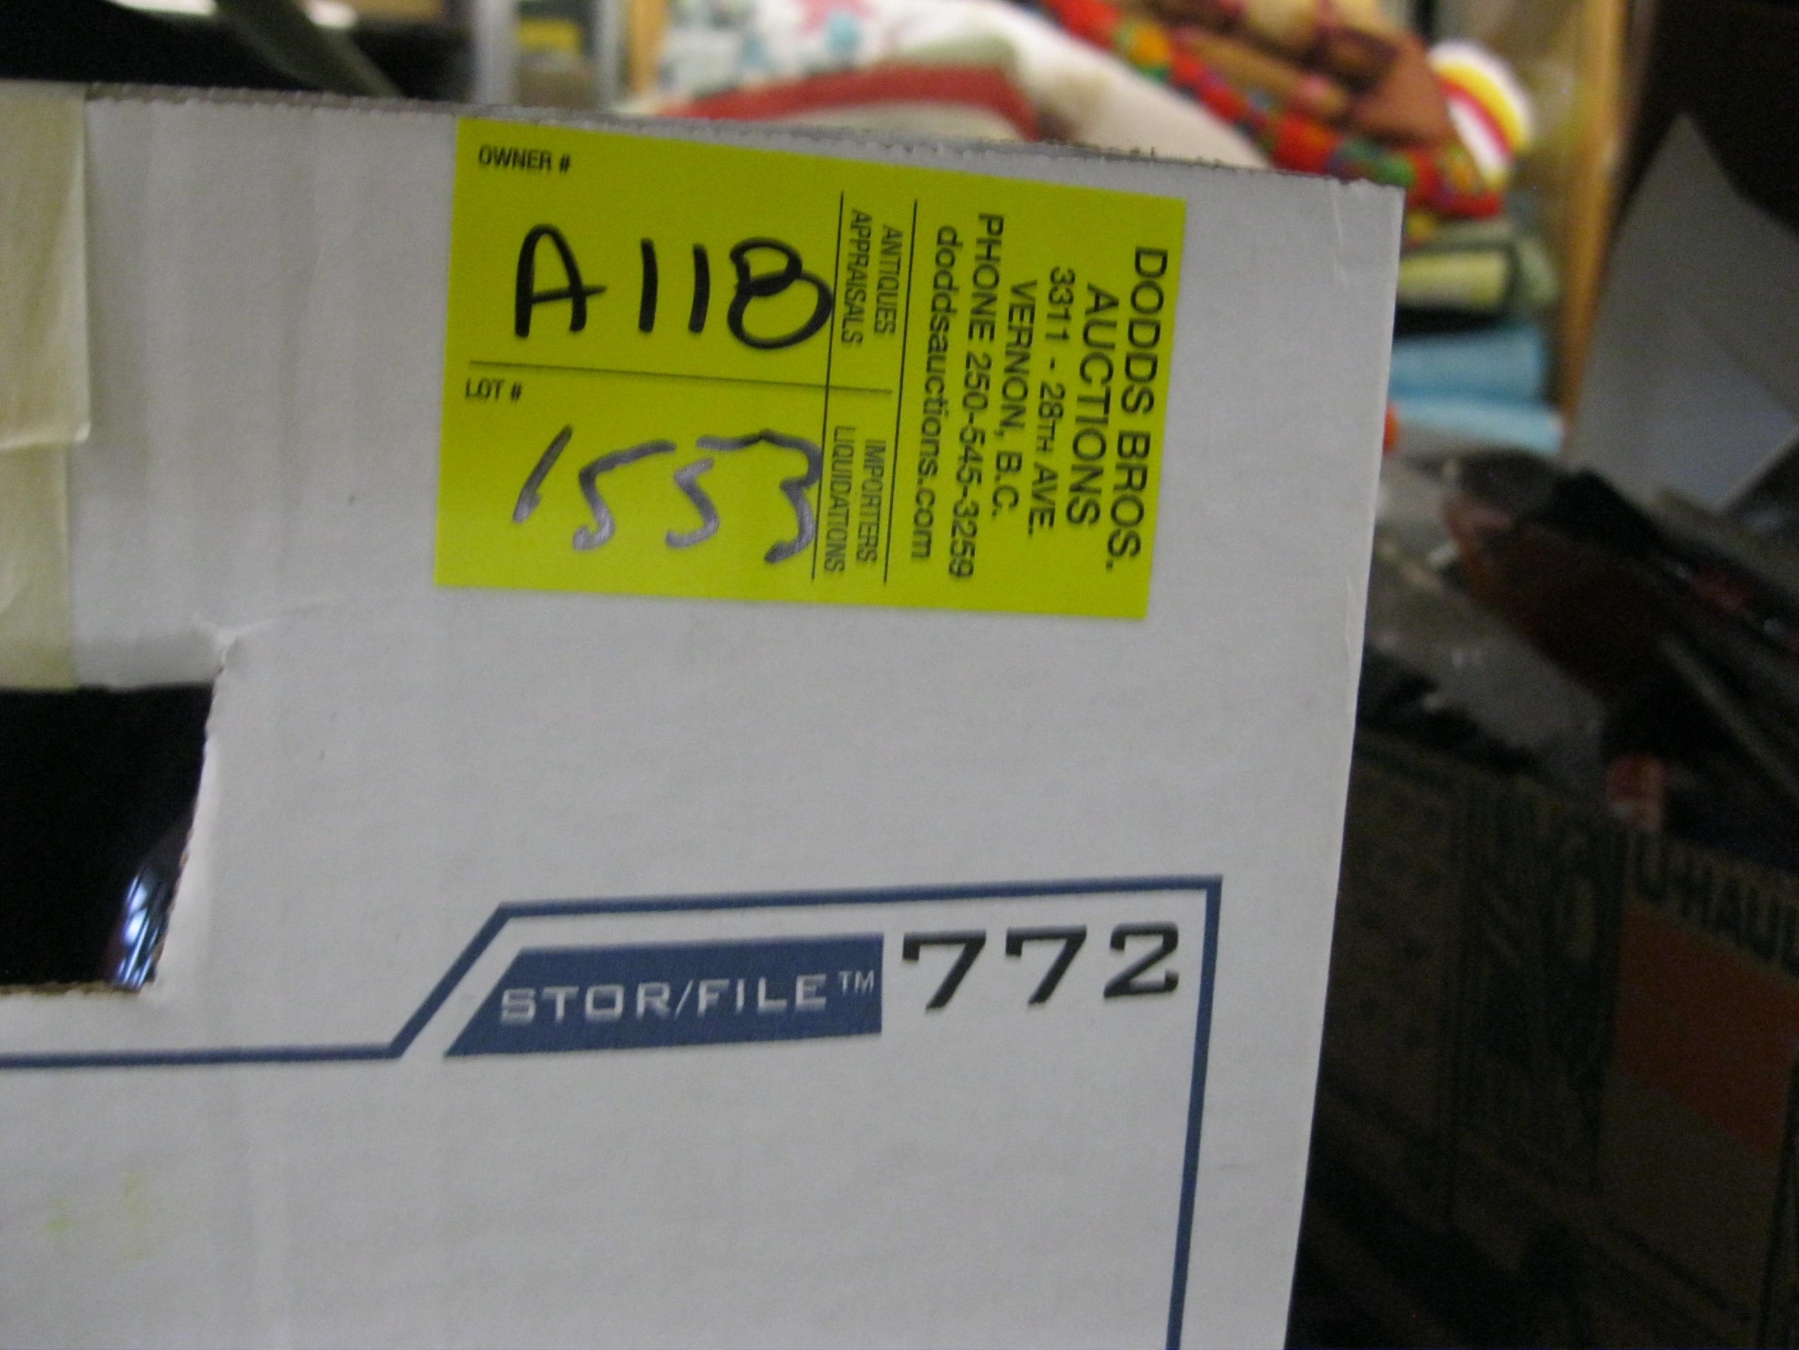 OWNER #
A118
LOT #
1553
ANTIQUES
APPRAISALS
IMPORTERS
LIQUIDATIONS
DODDS BROS.
AUCTIONS
3311 - 28TH AVE.
VERNON, B.C.
PHONE 250-545-3259
doddsauctions.com
STOR/FILE™ 772
U-HAUL